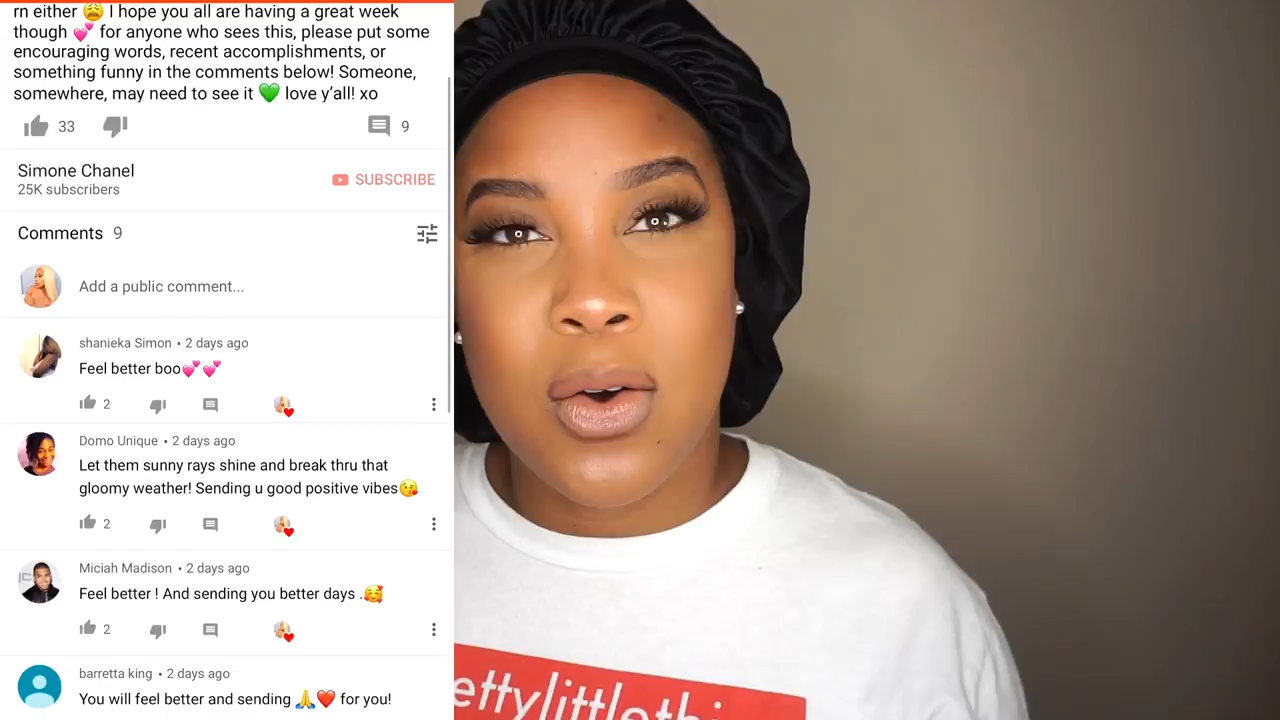 rn either 😩 I hope you all are having a great week
though 💕 for anyone who sees this, please put some
encouraging words, recent accomplishments, or
something funny in the comments below! Someone,
somewhere, may need to see it 💚 love y'all! xo
33
9
Simone Chanel
25K subscribers
SUBSCRIBE
Comments 9
Add a public comment...
shanieka Simon • 2 days ago
Feel better boo💕💕
2
Domo Unique • 2 days ago
Let them sunny rays shine and break thru that
gloomy weather! Sending u good positive vibes😘
2
Miciah Madison • 2 days ago
Feel better ! And sending you better days .🥰
2
barretta king • 2 days ago
You will feel better and sending 🙏❤️ for you!
ettylittlethi